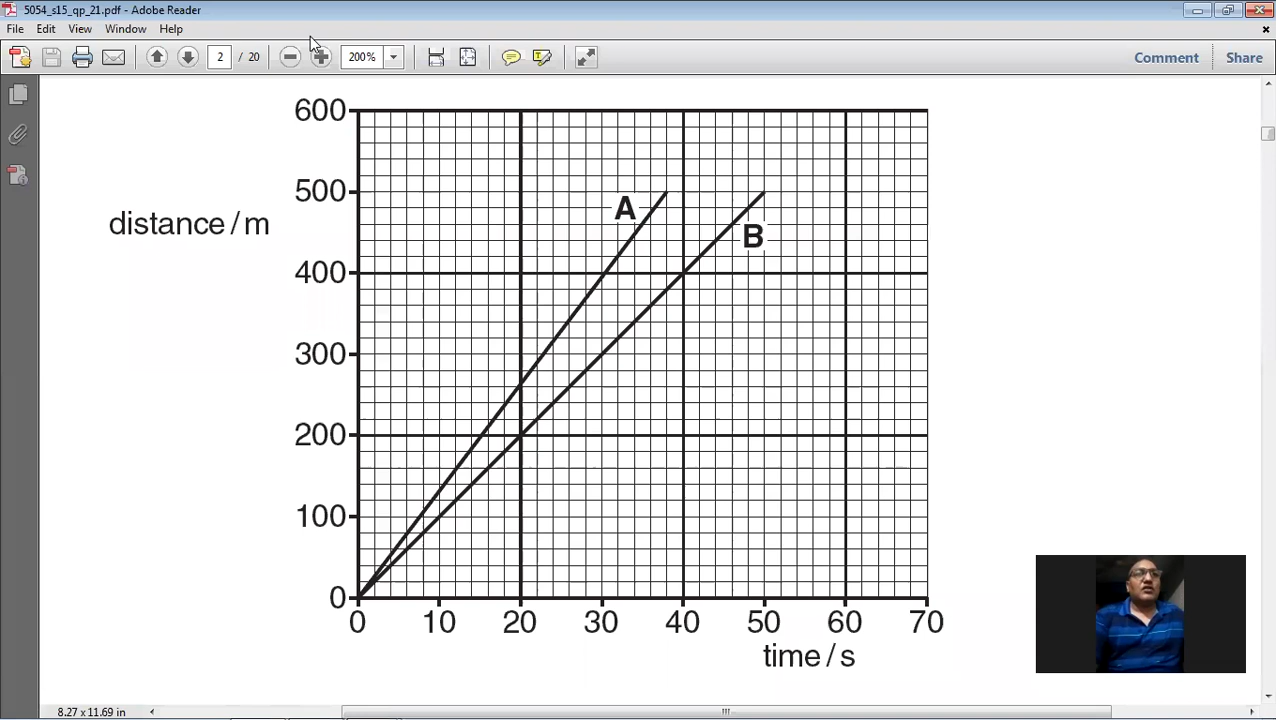 5054_s15_qp_21.pdf - Adobe Reader
File Edit View Window Help
2 / 20 200% Comment Share
600
500
A
distance / m
B
400
300
200
100
0
0 10 20 30 40 50 60 70
time / s
8.27 x 11.69 in